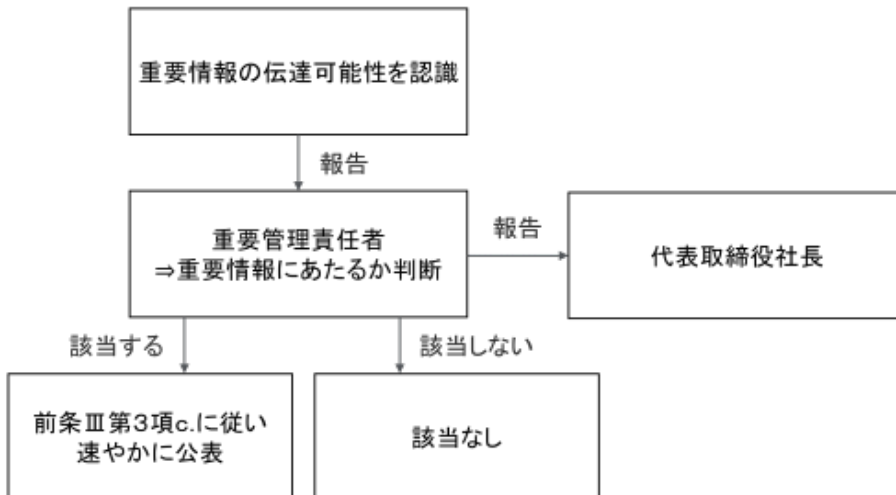 重要情報の伝達可能性を認識
報告
重要管理責任者
⇒重要情報にあたるか判断
報告
代表取締役社長
該当する
該当しない
前条Ⅲ第3項c.に従い
速やかに公表
該当なし